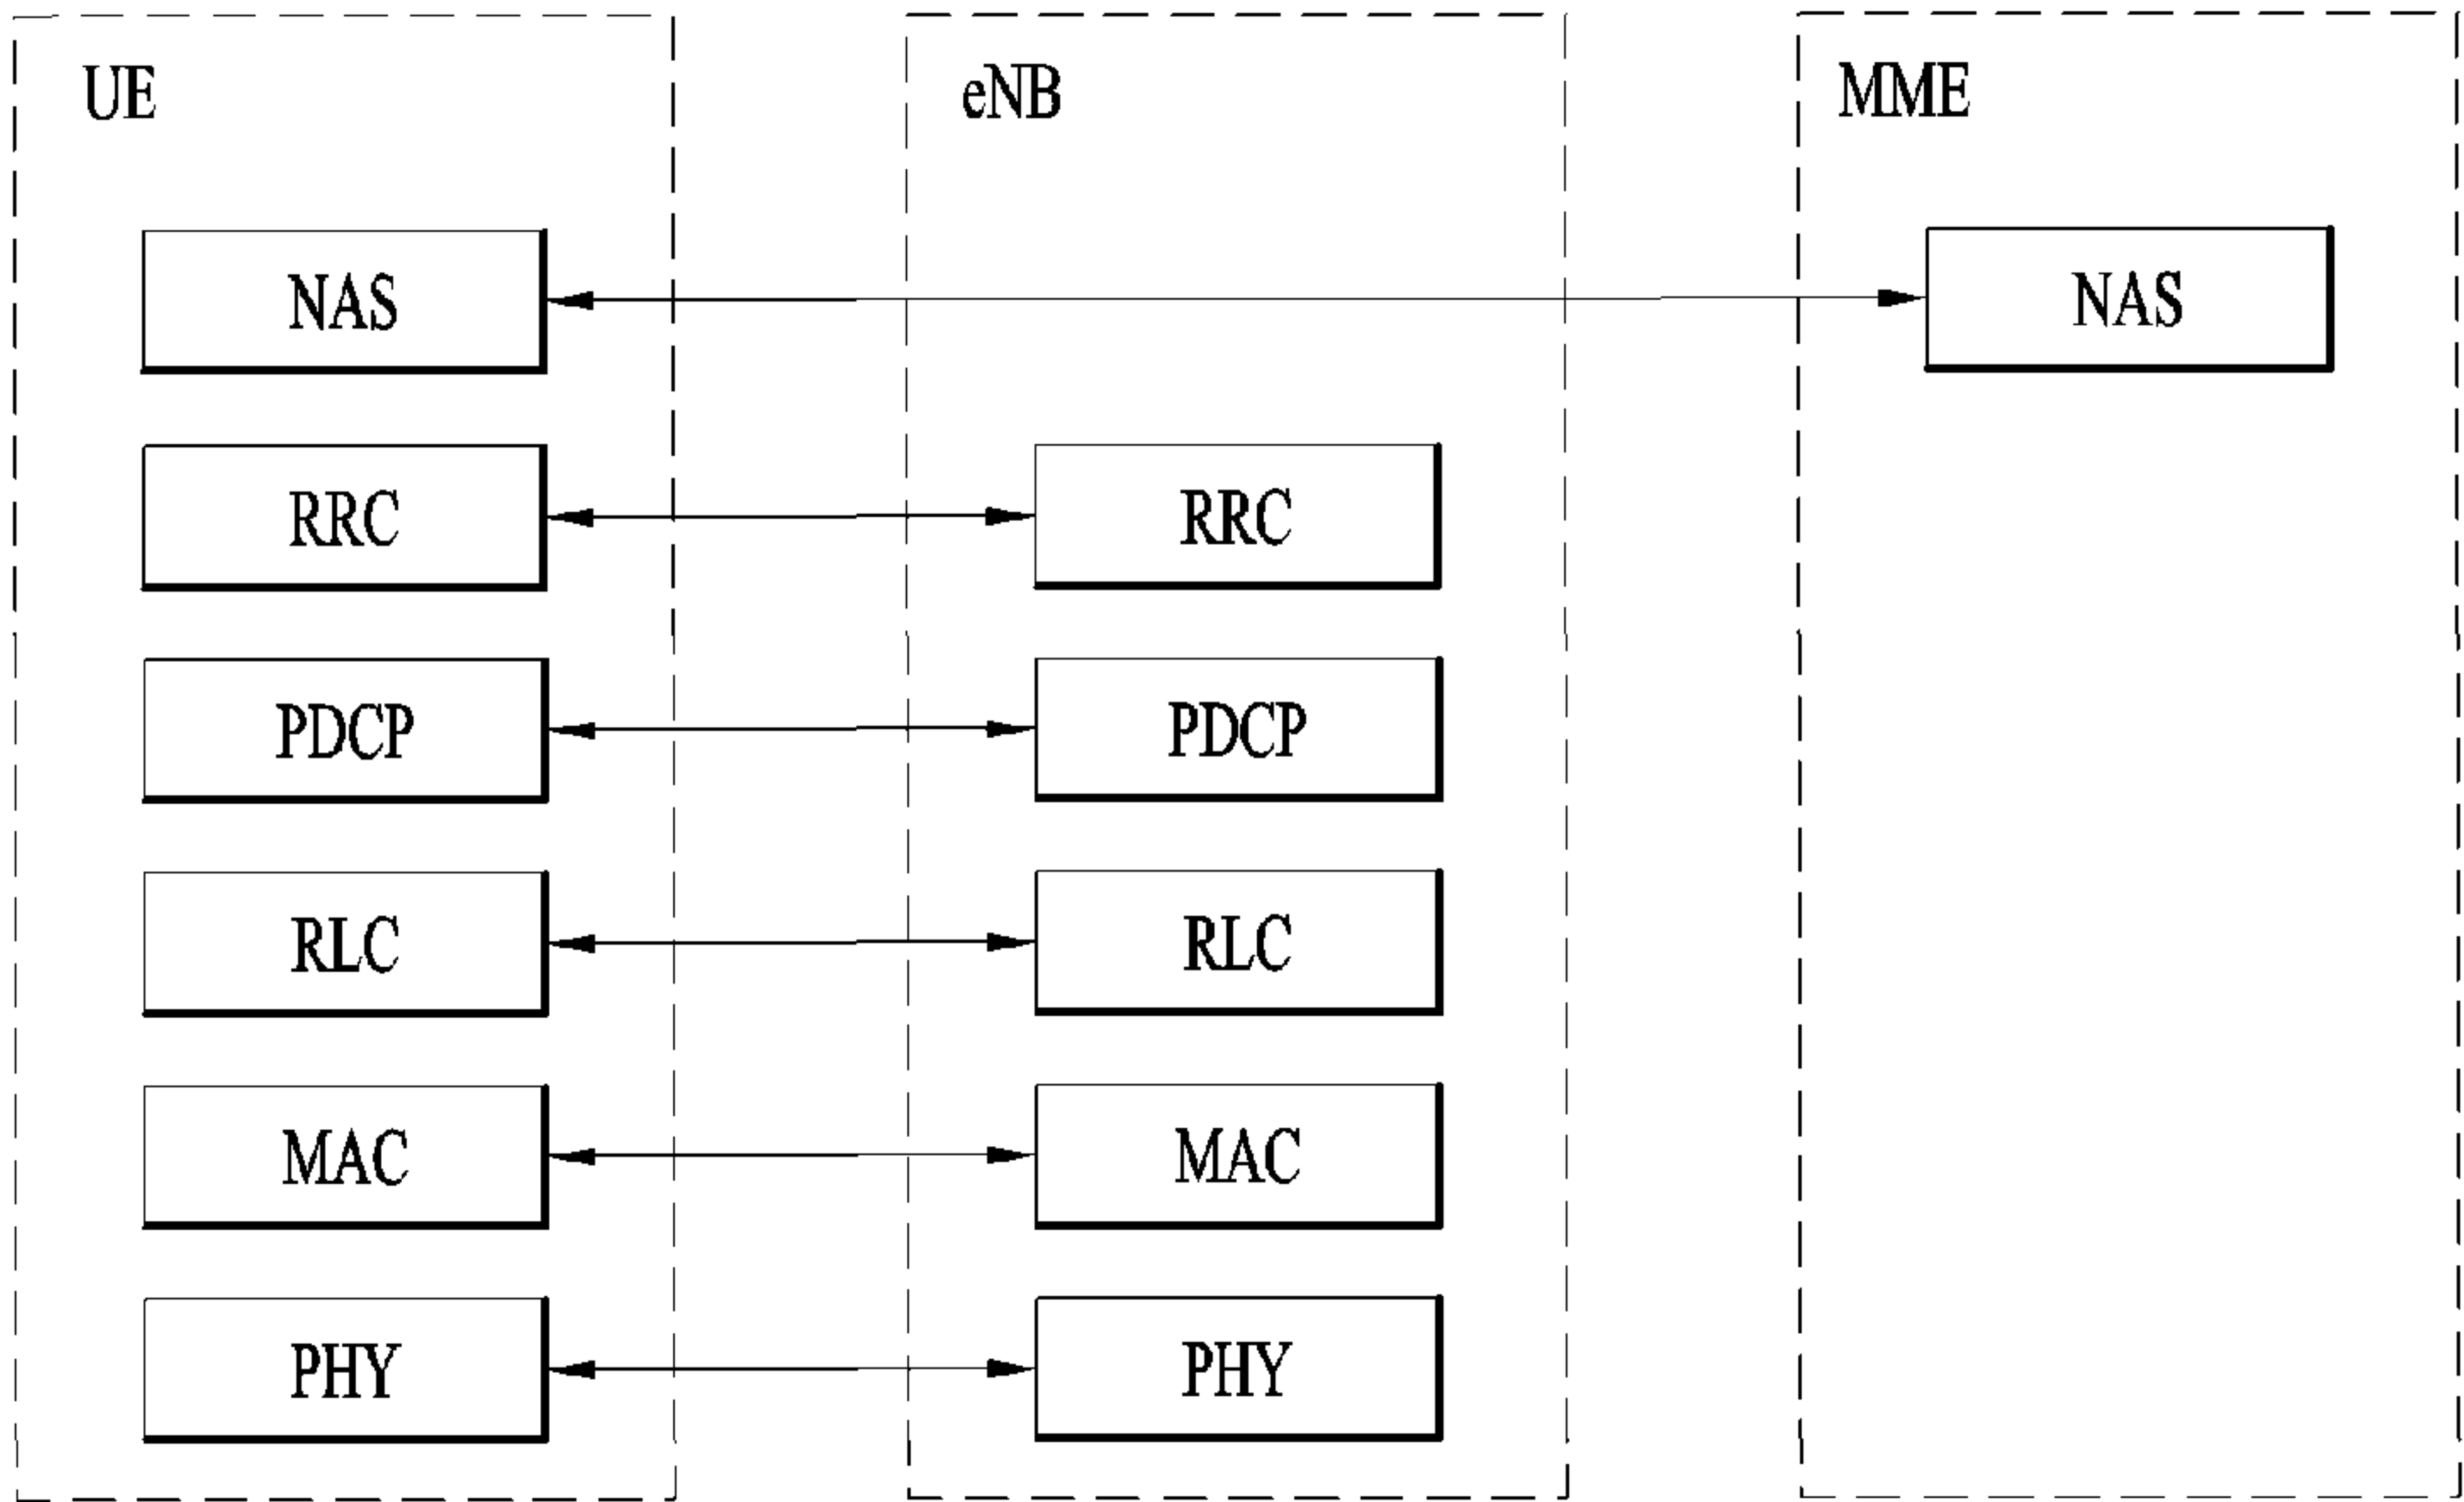 UE
eNB
MME
NAS
NAS
RRC
RRC
PDCP
PDCP
RLC
RLC
MAC
MAC
PHY
PHY